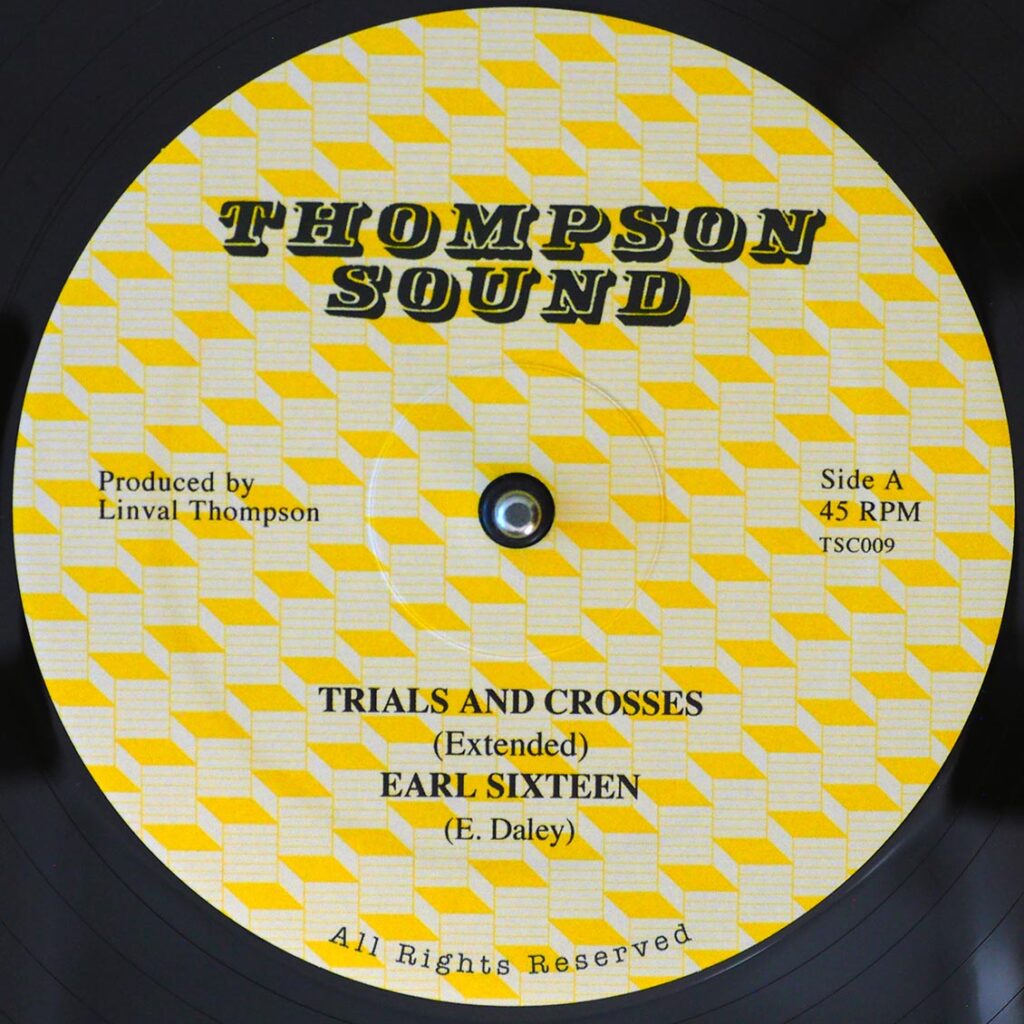 THOMPSON
SOUND
Produced by
Linval Thompson
Side A
45 RPM
TSC009
TRIALS AND CROSSES
(Extended)
EARL SIXTEEN
(E. Daley)
All Rights Reserved